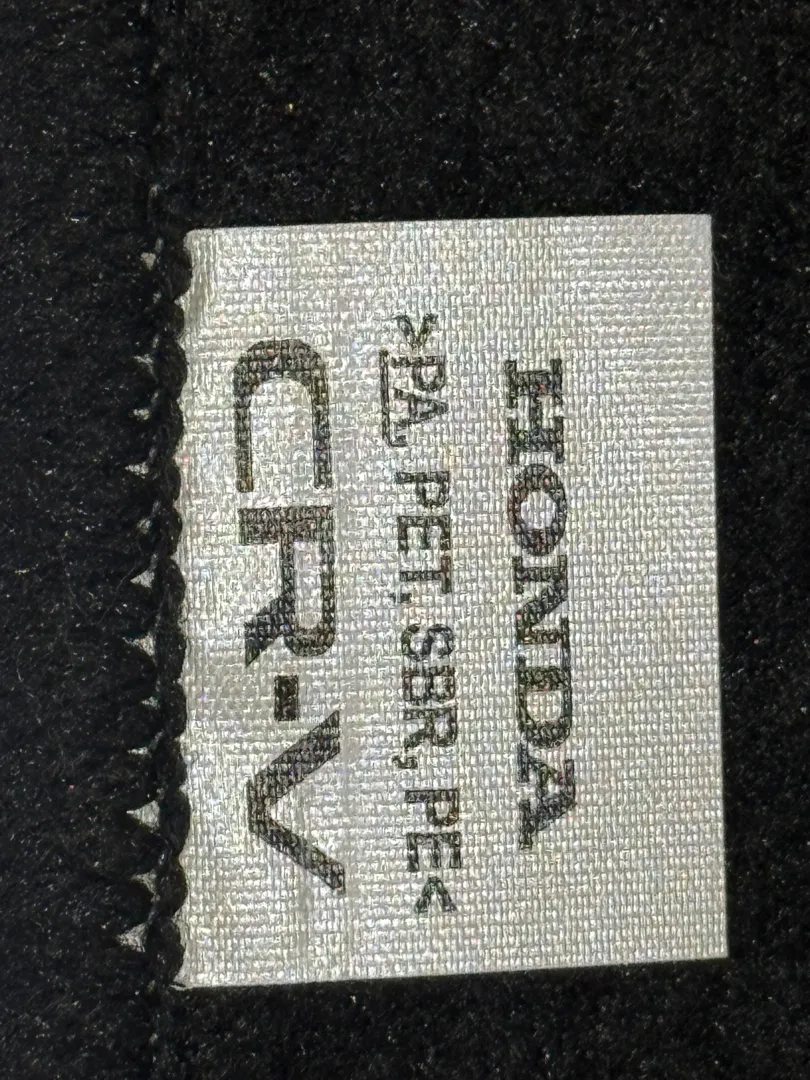 HONDA
>PA, PET, SBR, PE<
CR-V